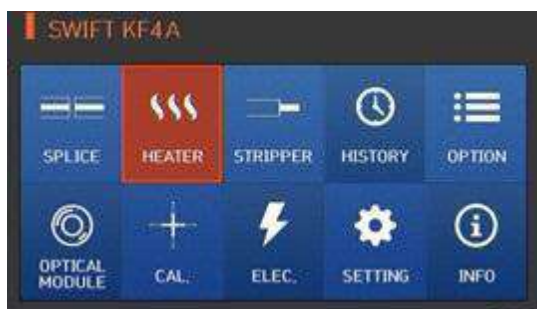 SWIFT KF4A
SPLICE
HEATER
STRIPPER
HISTORY
OPTION
OPTICAL
MODULE
CAL.
ELEC.
SETTING
INFO